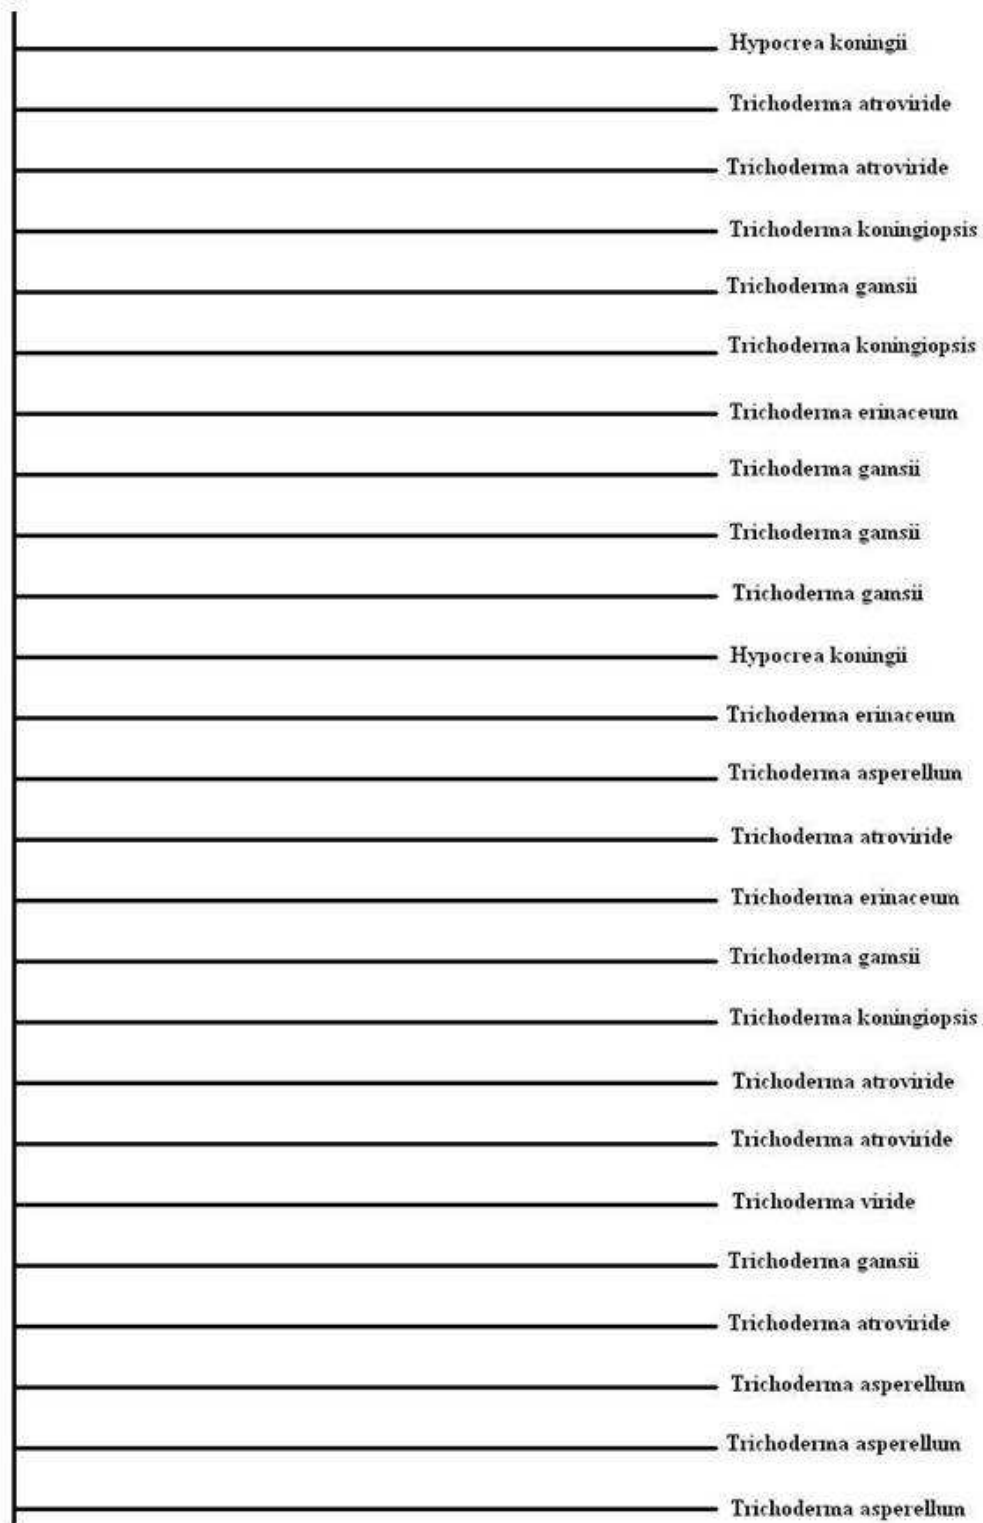 Hypocrea koningii
Trichoderma atroviride
Trichoderma atroviride
Trichoderma koningiopsis
Trichoderma gamsii
Trichoderma koningiopsis
Trichoderma erinaceum
Trichoderma gamsii
Trichoderma gamsii
Trichoderma gamsii
Hypocrea koningii
Trichoderma erinaceum
Trichoderma asperellum
Trichoderma atroviride
Trichoderma erinaceum
Trichoderma gamsii
Trichoderma koningiopsis
Trichoderma atroviride
Trichoderma atroviride
Trichoderma viride
Trichoderma gamsii
Trichoderma atroviride
Trichoderma asperellum
Trichoderma asperellum
Trichoderma asperellum